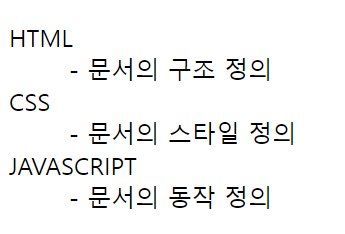 HTML
- 문서의 구조 정의
CSS
- 문서의 스타일 정의
JAVASCRIPT
- 문서의 동작 정의